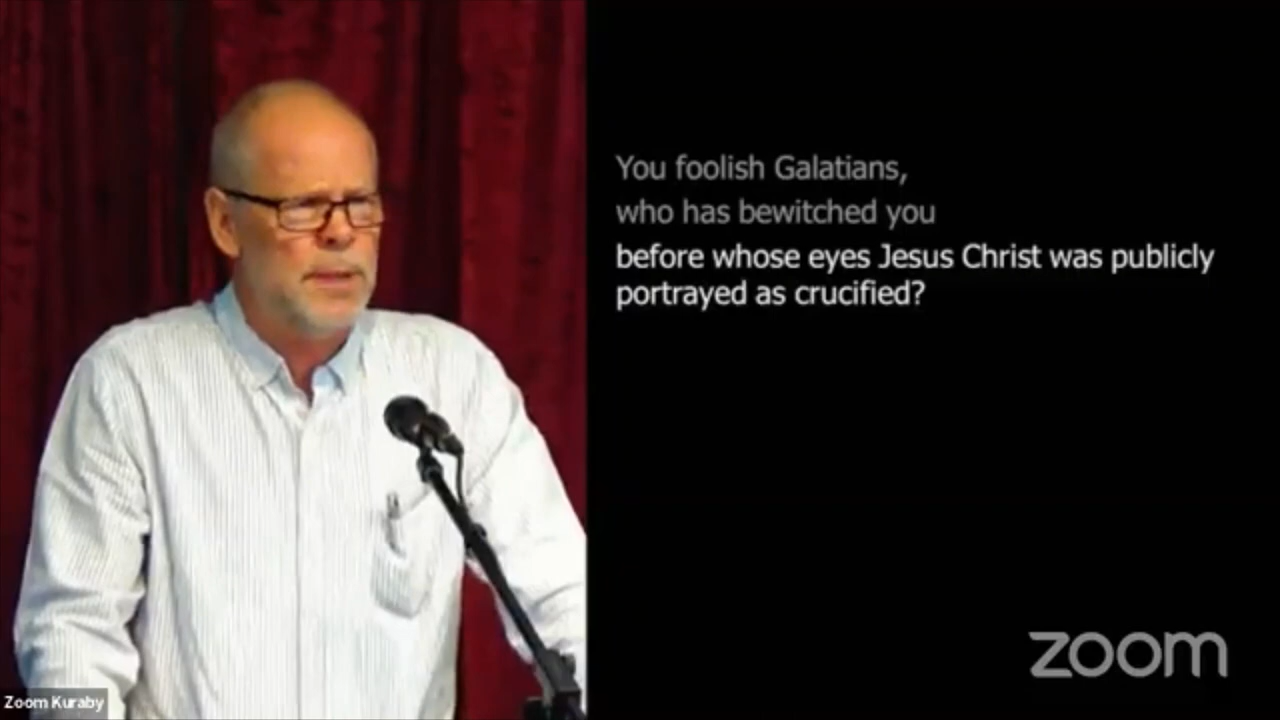 You foolish Galatians,
who has bewitched you
before whose eyes Jesus Christ was publicly
portrayed as crucified?
zoom
Zoom Kuraby